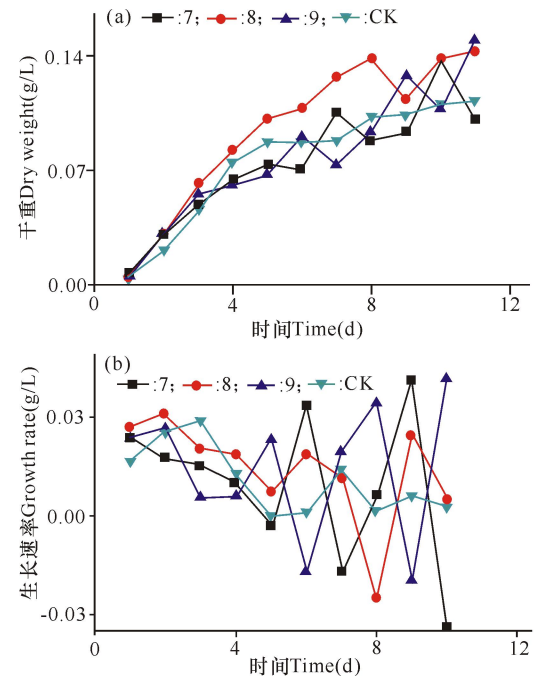 (a) :7; :8; :9; :CK
干重Dry weight(g/L)
0.14
0.07
0.00
0 4 8 12
时间Time(d)
(b)
:7; :8; :9; :CK
生长速率Growth rate(g/L)
0.03
0.00
-0.03
0 4 8 12
时间Time(d)